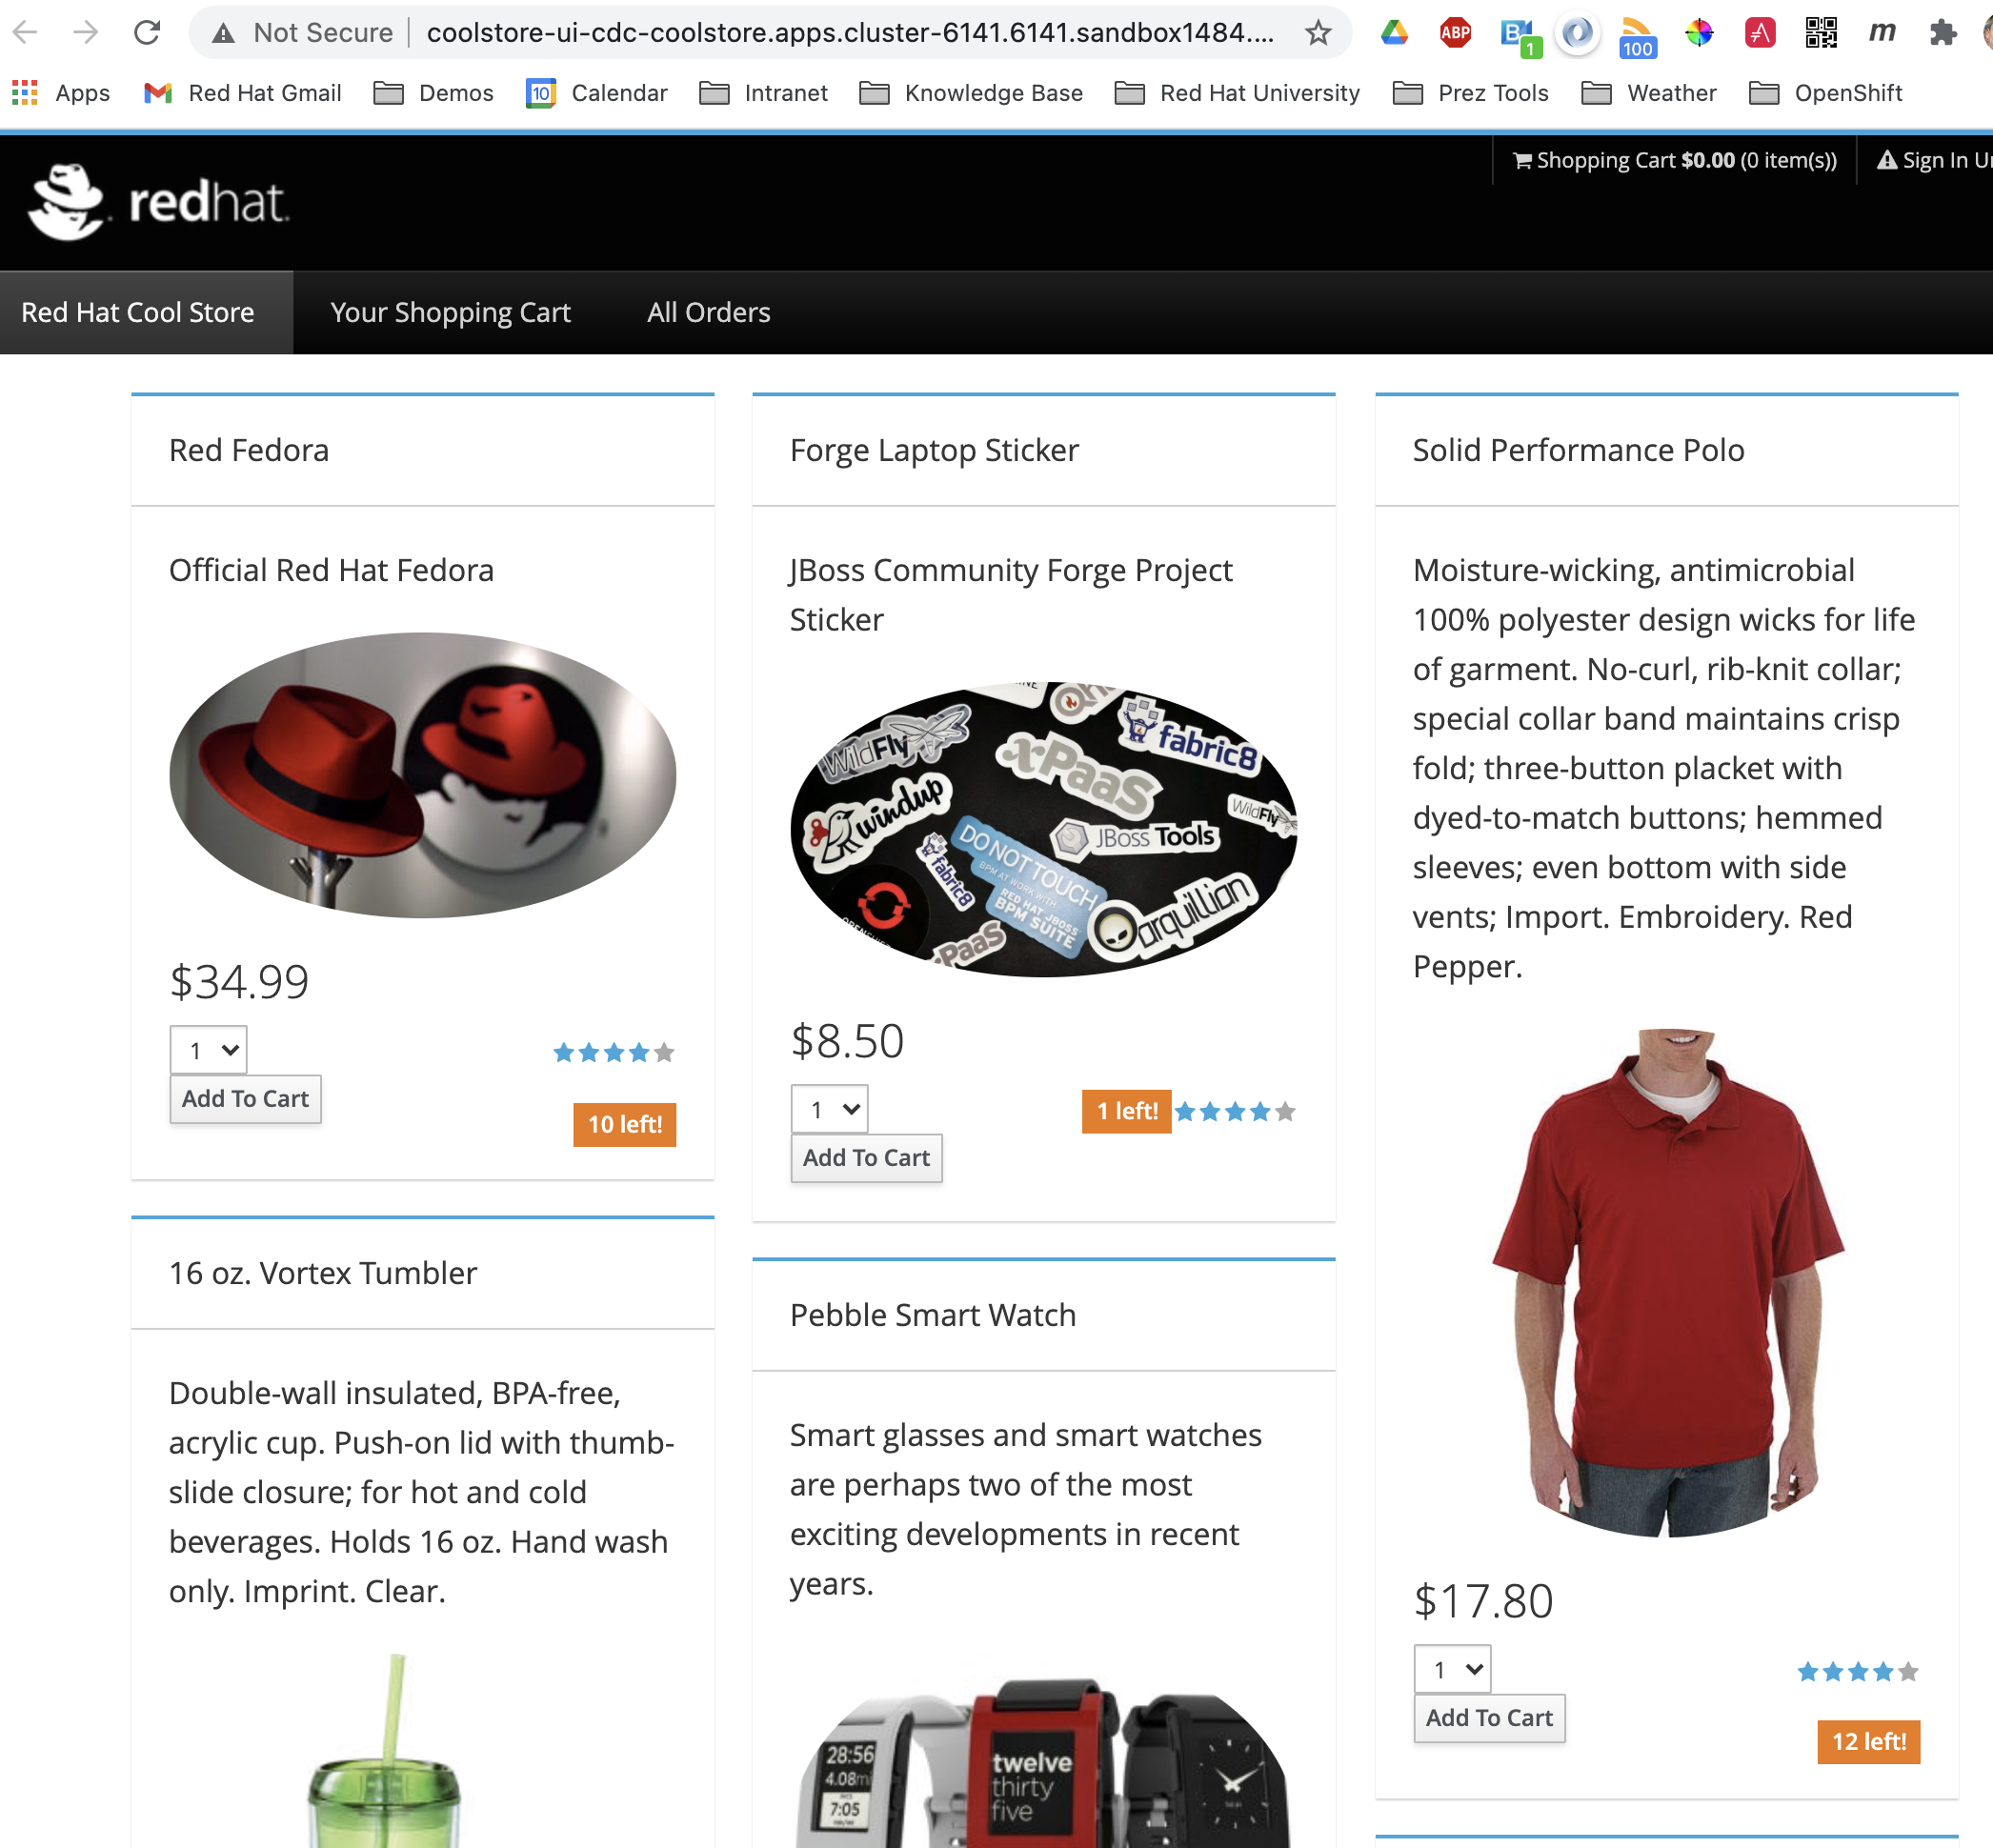 Not Secure
coolstore-ui-cdc-coolstore.apps.cluster-6141.6141.sandbox1484....
ABP
1
100
m
Apps
Red Hat Gmail
Demos
10
Calendar
Intranet
Knowledge Base
Red Hat University
Prez Tools
Weather
OpenShift
redhat.
Shopping Cart $0.00 (0 item(s))
Sign In
Red Hat Cool Store
Your Shopping Cart
All Orders
Red Fedora
Official Red Hat Fedora
$34.99
1
Add To Cart
10 left!
Forge Laptop Sticker
JBoss Community Forge Project
Sticker
WildFly
fabric8
xPaaS
windup
WildFly
JBoss Tools
DO NOT TOUCH
BPM AT WORK WITH
RED HAT JBOSS
BPM SUITE
fabric8
arquillian
PaaS
$8.50
1
1 left!
Add To Cart
Solid Performance Polo
Moisture-wicking, antimicrobial
100% polyester design wicks for life
of garment. No-curl, rib-knit collar;
special collar band maintains crisp
fold; three-button placket with
dyed-to-match buttons; hemmed
sleeves; even bottom with side
vents; Import. Embroidery. Red
Pepper.
$17.80
1
Add To Cart
12 left!
16 oz. Vortex Tumbler
Double-wall insulated, BPA-free,
acrylic cup. Push-on lid with thumb-
slide closure; for hot and cold
beverages. Holds 16 oz. Hand wash
only. Imprint. Clear.
Pebble Smart Watch
Smart glasses and smart watches
are perhaps two of the most
exciting developments in recent
years.
28:56
4.08
7:05
twelve
thirty
five